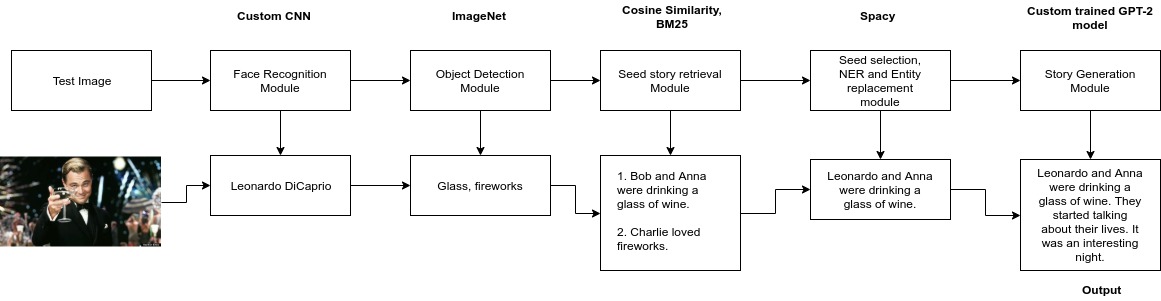 Custom CNN
ImageNet
Cosine Similarity,
BM25
Spacy
Custom trained GPT-2
model
Test Image
Face Recognition
Module
Object Detection
Module
Seed story retrieval
Module
Seed selection,
NER and Entity
replacement
module
Story Generation
Module
Leonardo DiCaprio
Glass, fireworks
1. Bob and Anna
were drinking a
glass of wine.
2. Charlie loved
fireworks.
Leonardo and Anna
were drinking a
glass of wine.
Leonardo and Anna
were drinking a
glass of wine. They
started talking
about their lives. It
was an interesting
night.
Output